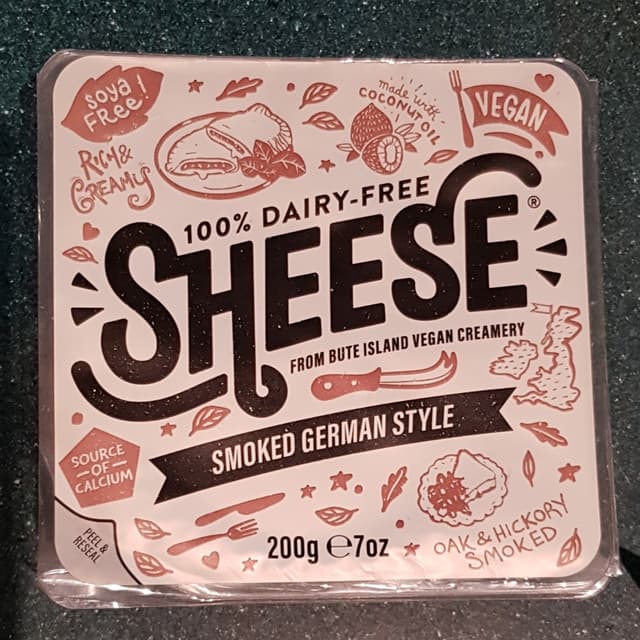 soya
FREE!
made with
COCONUT OIL
VEGAN
RICH &
CREAMY
100% DAIRY-FREE
SHEESE®
FROM BUTE ISLAND VEGAN CREAMERY
SMOKED GERMAN STYLE
SOURCE
-OF-
CALCIUM
PEEL &
RESEAL
200g ℮7oz
OAK & HICKORY
SMOKED